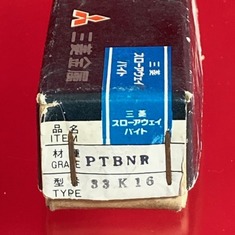 三菱金属
三菱
スローアウェイ
バイト
三菱
スローアウェイ
バイト
品名
ITEM
材種
GRADE PTBNR
型
TYPE 33K16